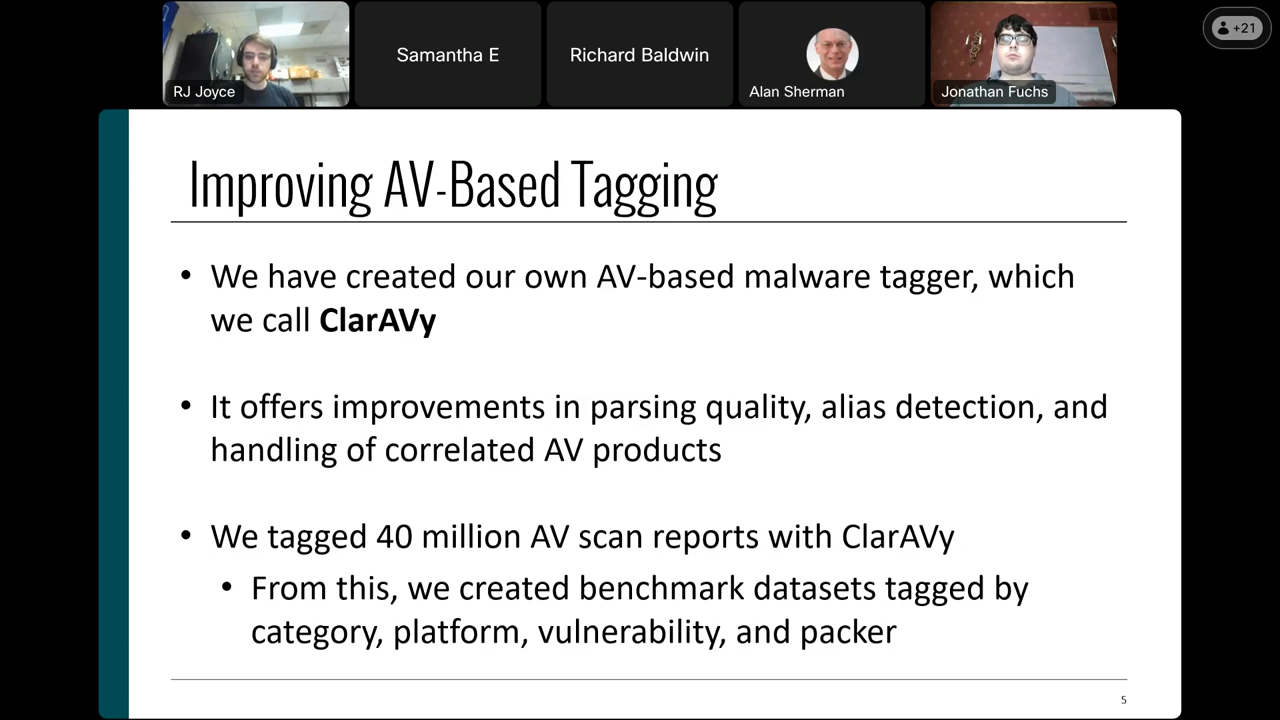 RJ Joyce
Samantha E
Richard Baldwin
Alan Sherman
Jonathan Fuchs
+21
Improving AV-Based Tagging
• We have created our own AV-based malware tagger, which
we call ClarAVy
• It offers improvements in parsing quality, alias detection, and
handling of correlated AV products
• We tagged 40 million AV scan reports with ClarAVy
• From this, we created benchmark datasets tagged by
category, platform, vulnerability, and packer
5